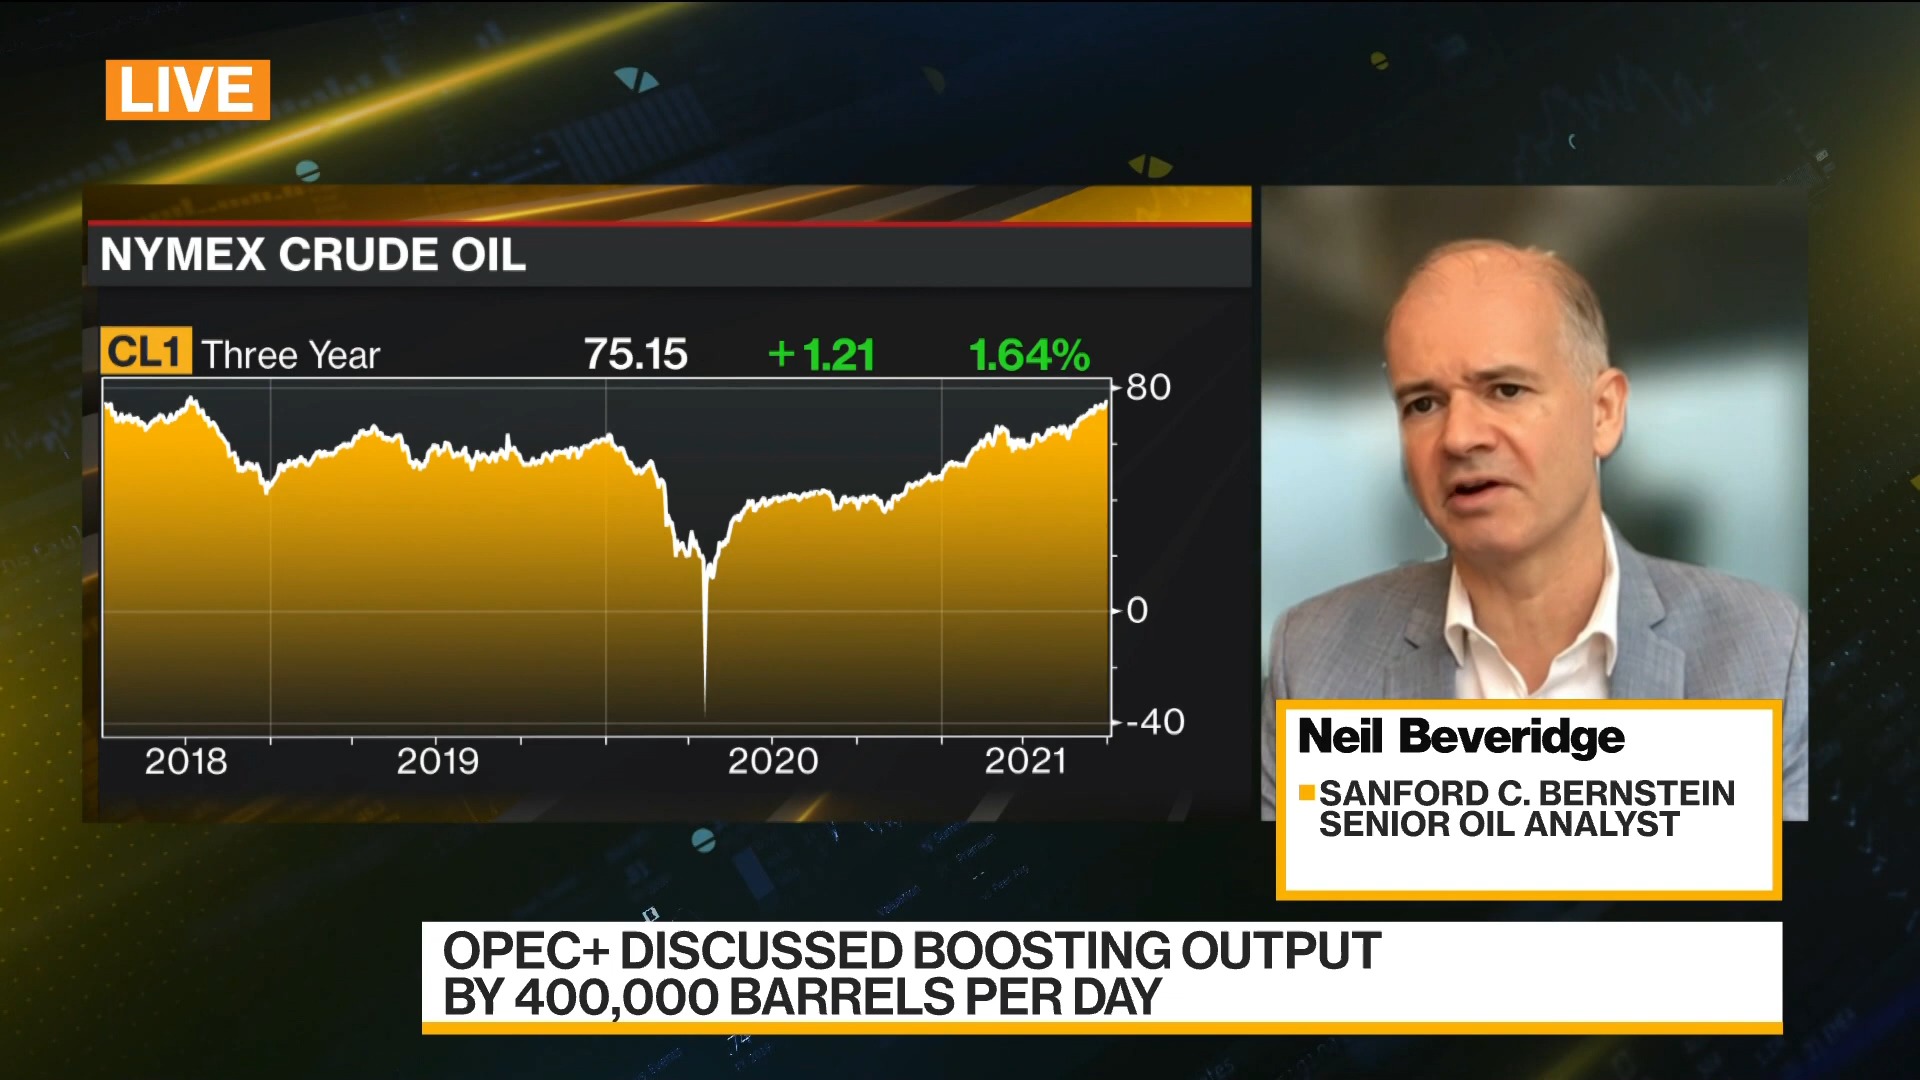 LIVE
NYMEX CRUDE OIL
CL1 Three Year 75.15 +1.21 1.64%
80
0
-40
2018 2019 2020 2021
Neil Beveridge
SANFORD C. BERNSTEIN
SENIOR OIL ANALYST
OPEC+ DISCUSSED BOOSTING OUTPUT
BY 400,000 BARRELS PER DAY